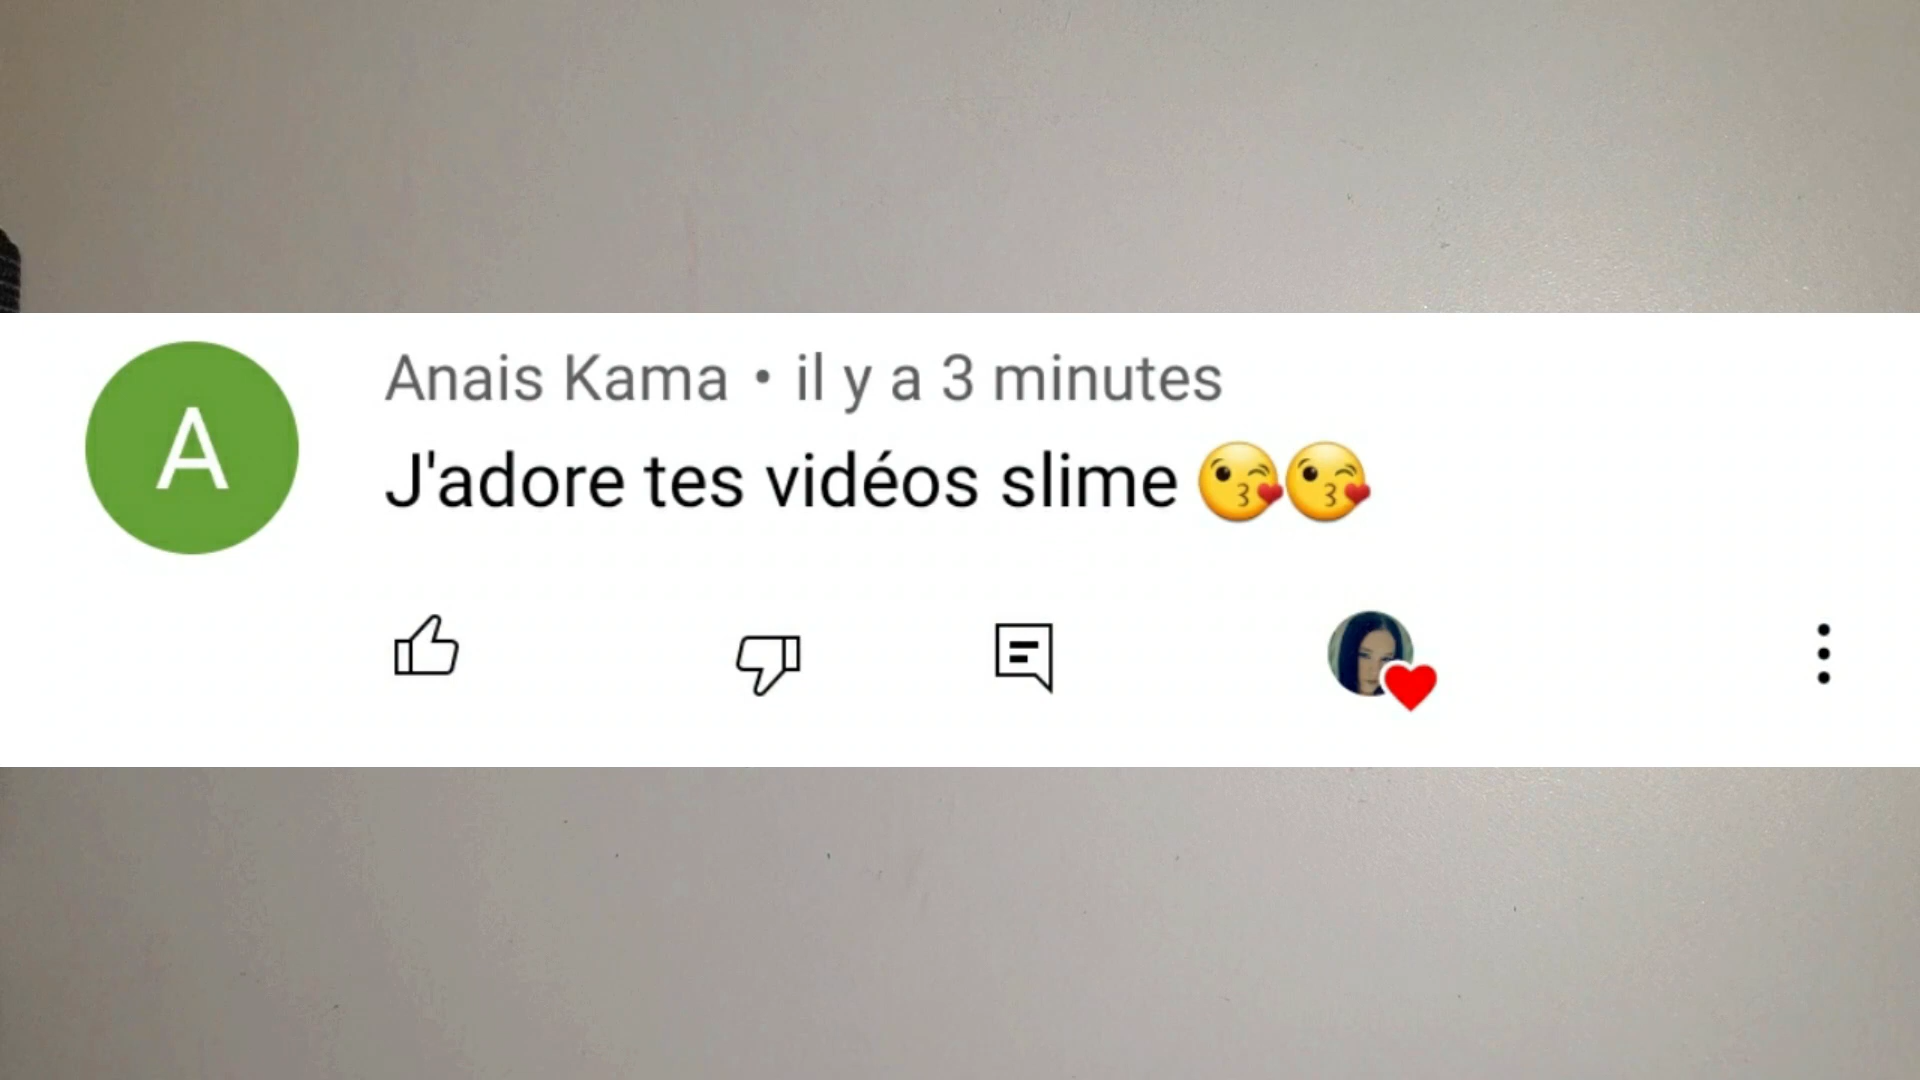 A
Anais Kama • il y a 3 minutes
J'adore tes vidéos slime 😘😘